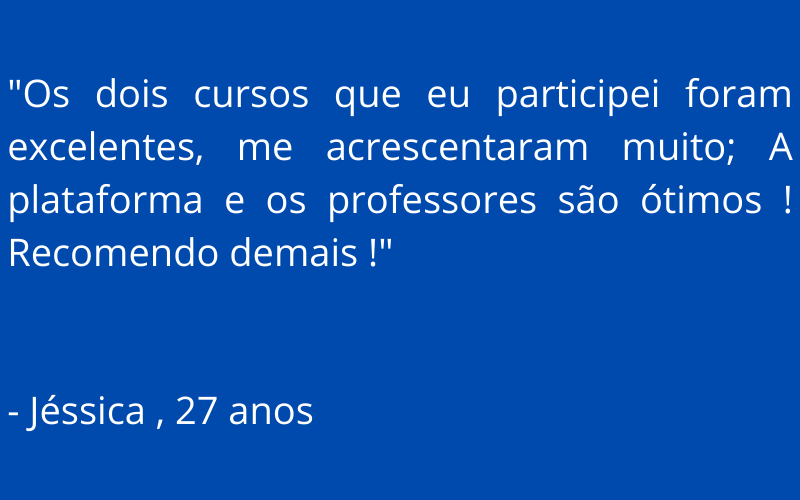 "Os dois cursos que eu participei foram
excelentes, me acrescentaram muito; A
plataforma e os professores são ótimos !
Recomendo demais !"
- Jéssica , 27 anos